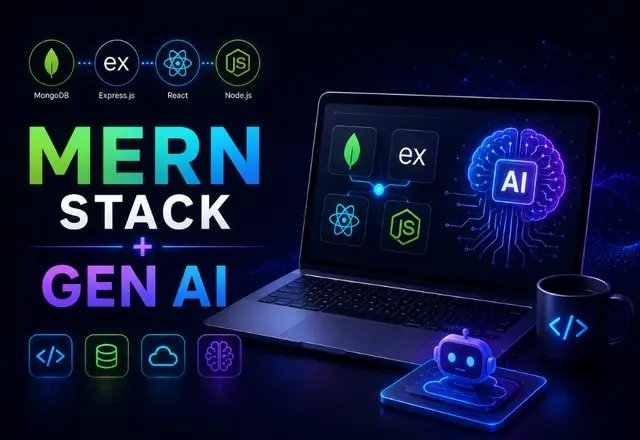 ex
JS
MongoDB
Express.js
React
Node.js
MERN
STACK
+
GEN AI
</>
ex
JS
AI
</>